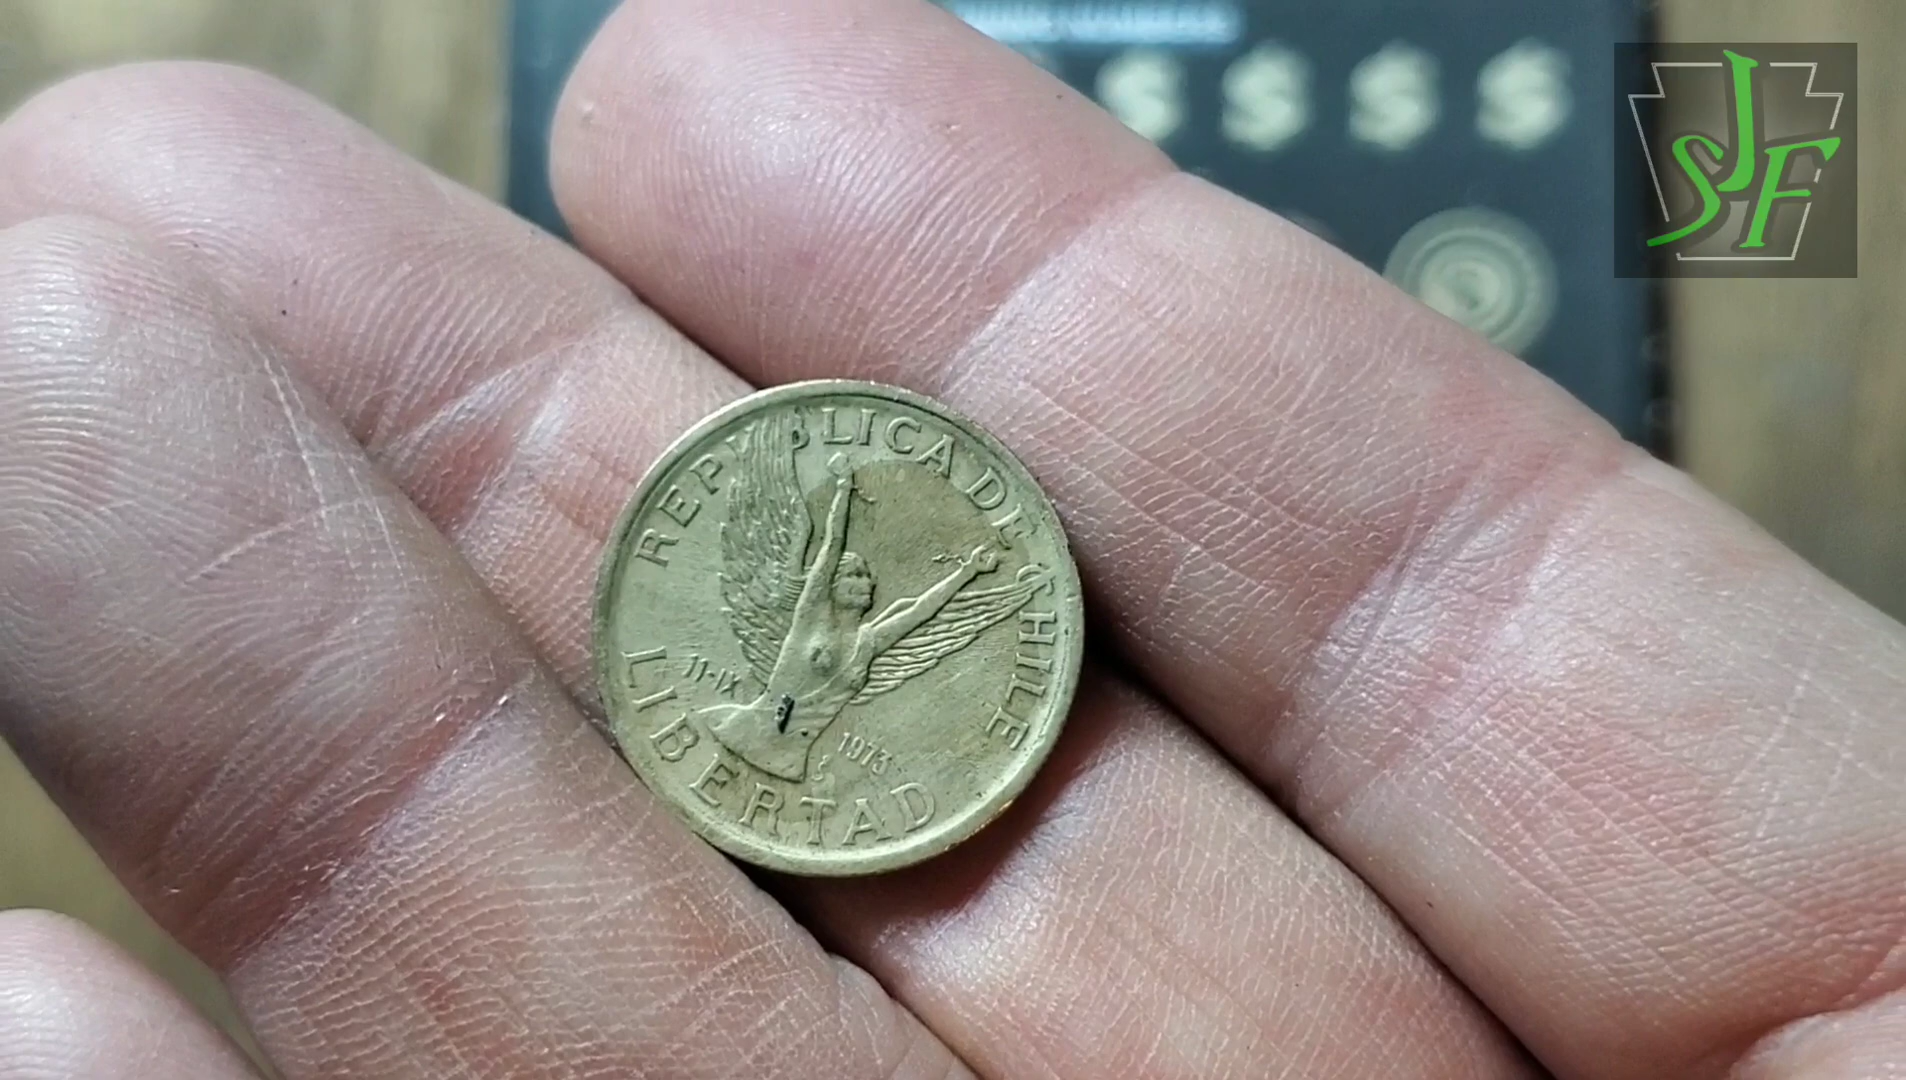 REPUBLICA DE CHILE
11-IX
1973
S
LIBERTAD
$ $ $ $
JSF